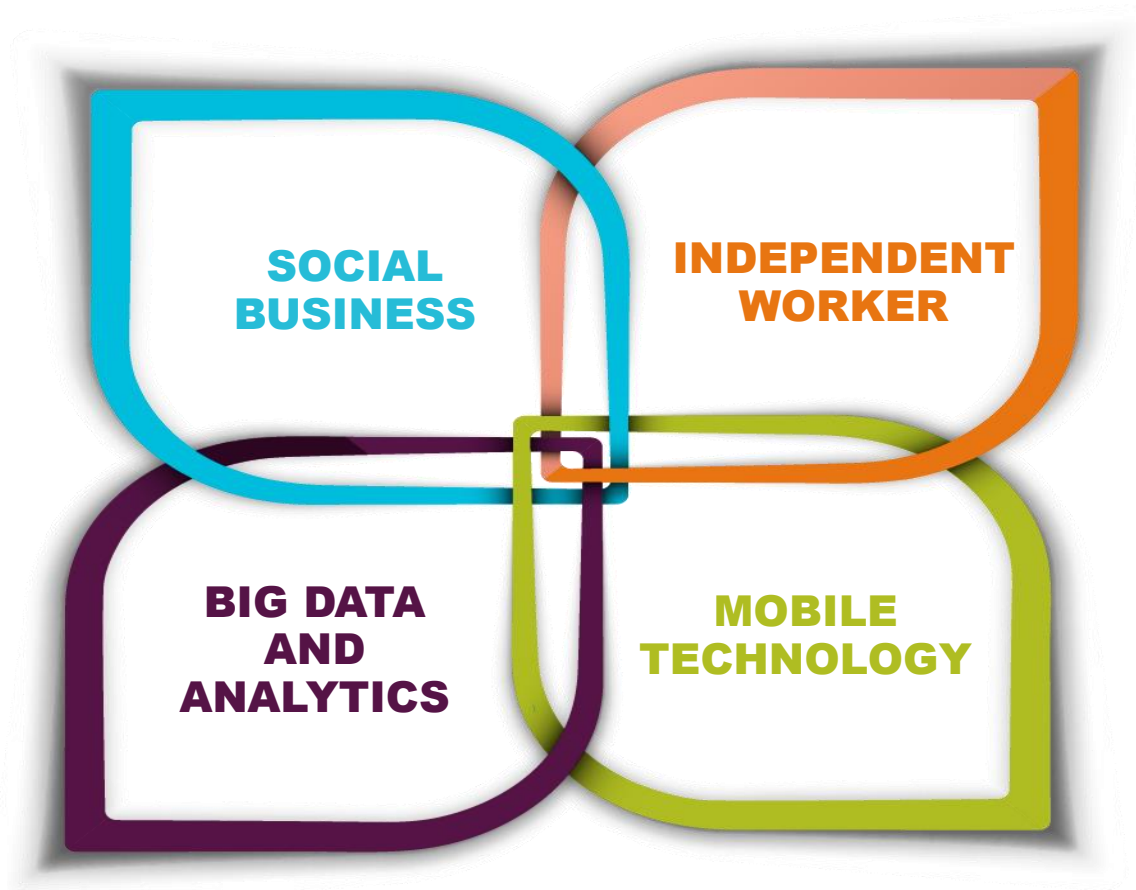 SOCIAL
BUSINESS
INDEPENDENT
WORKER
BIG DATA
AND
ANALYTICS
MOBILE
TECHNOLOGY